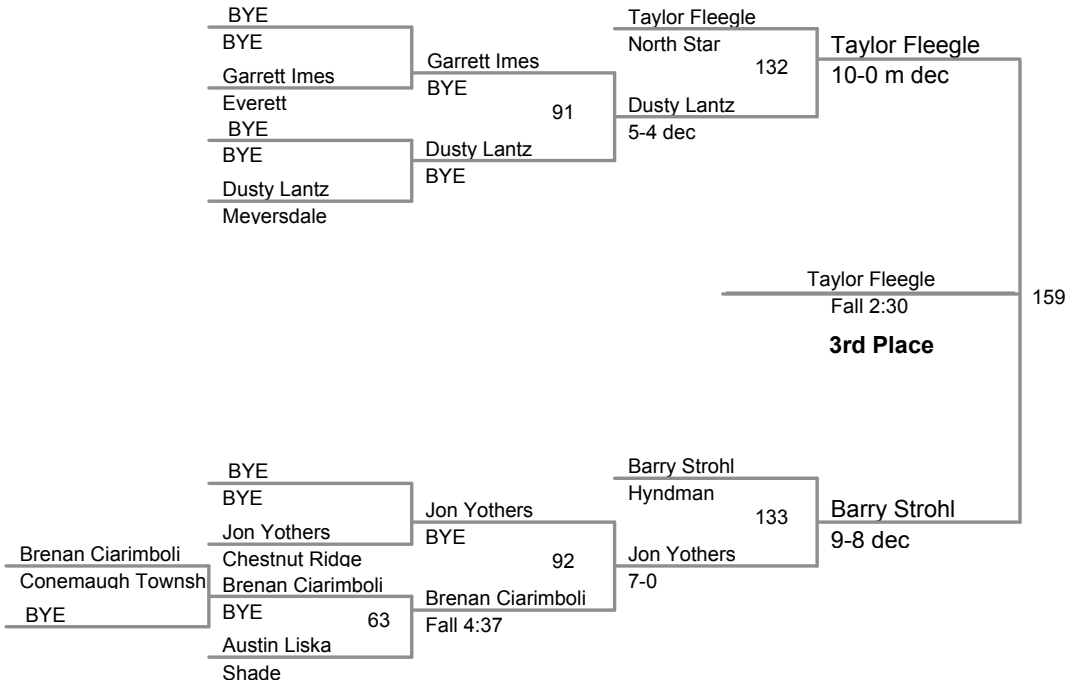 BYE
BYE
Garrett Imes
Everett
BYE
BYE
Dusty Lantz
Meyersdale
Garrett Imes
BYE
91
Dusty Lantz
BYE
Taylor Fleegle
North Star
132
Dusty Lantz
5-4 dec
Taylor Fleegle
10-0 m dec
Taylor Fleegle
Fall 2:30
159
3rd Place
Brenan Ciarimboli
Conemaugh Townsh
BYE
BYE
BYE
Jon Yothers
Chestnut Ridge
Brenan Ciarimboli
BYE
63
Austin Liska
Shade
Jon Yothers
BYE
92
Brenan Ciarimboli
Fall 4:37
Barry Strohl
Hyndman
133
Jon Yothers
7-0
Barry Strohl
9-8 dec